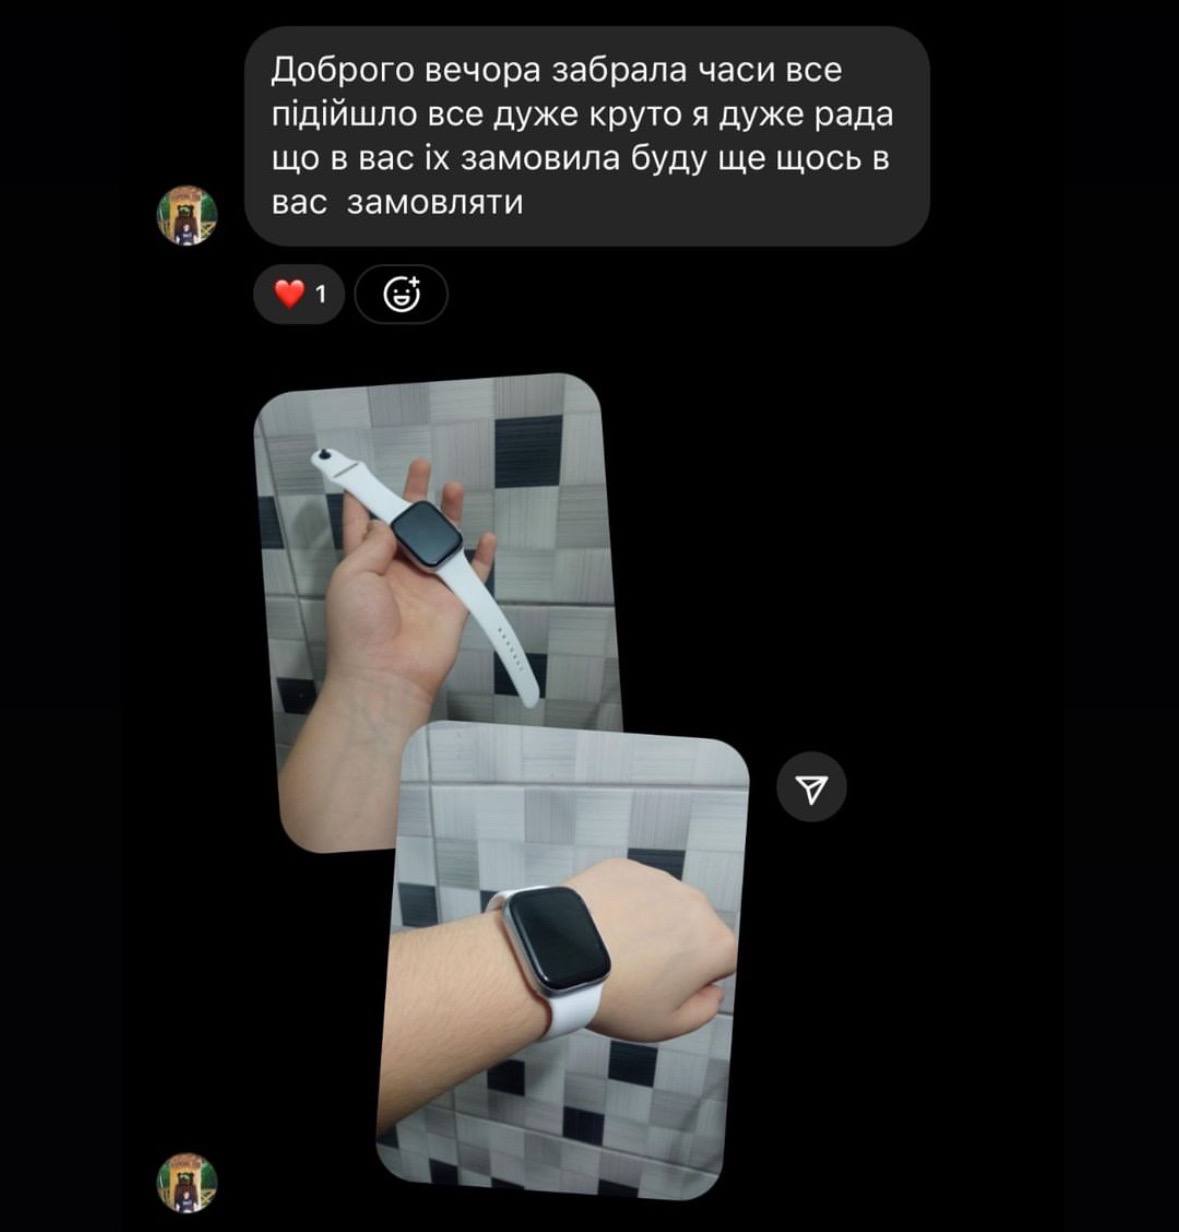 Доброго вечора забрала часи все
підійшло все дуже круто я дуже рада
що в вас іх замовила буду ще щось в
вас  замовляти
1